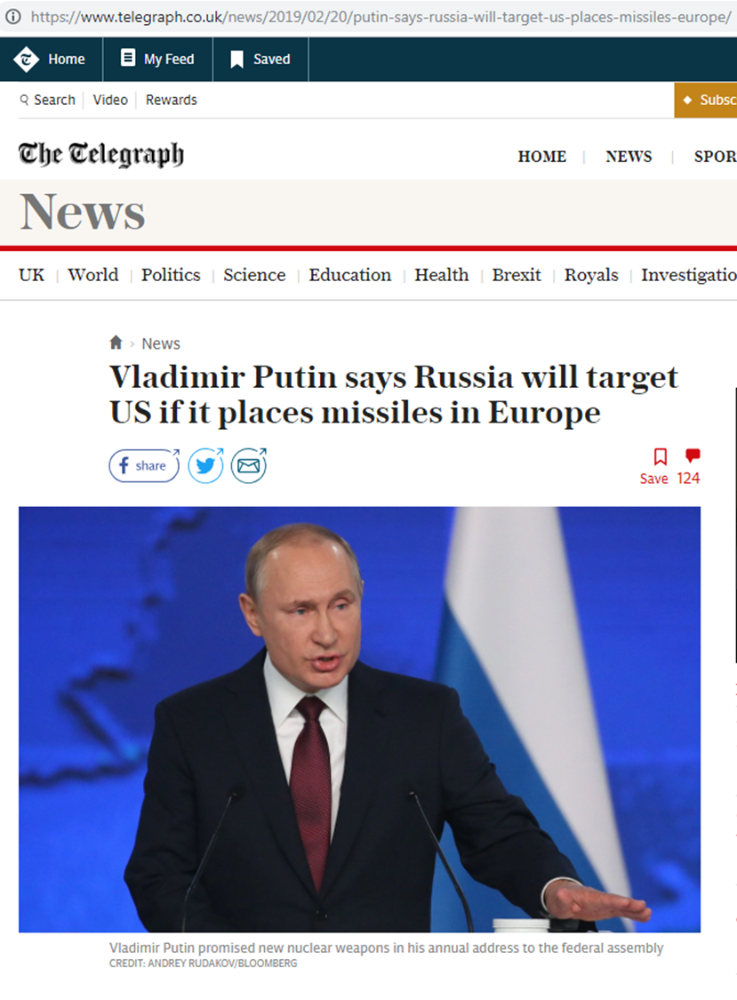 https://www.telegraph.co.uk/news/2019/02/20/putin-says-russia-will-target-us-places-missiles-europe/
Home My Feed Saved
Search Video Rewards
Subsc
The Telegraph
HOME NEWS SPOR
News
UK World Politics Science Education Health Brexit Royals Investigatio
News
Vladimir Putin says Russia will target
US if it places missiles in Europe
share
Save 124
Vladimir Putin promised new nuclear weapons in his annual address to the federal assembly
CREDIT: ANDREY RUDAKOV/BLOOMBERG